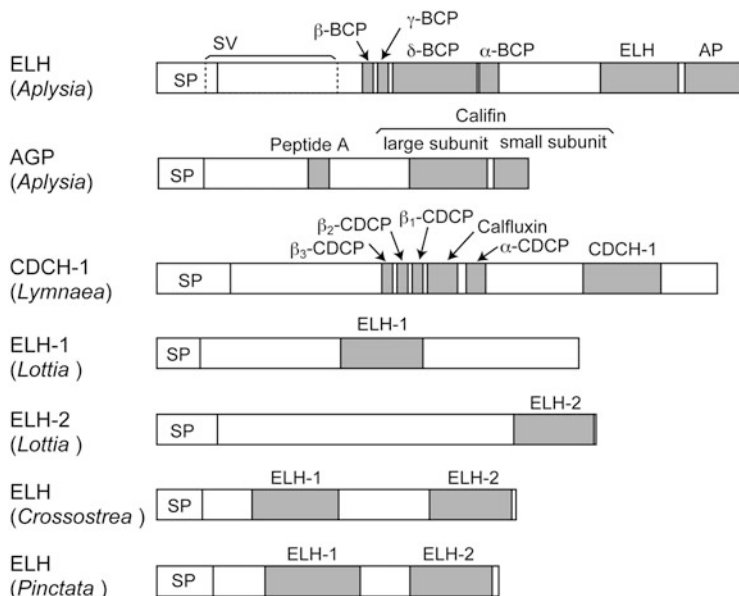 β-BCP γ-BCP
SV δ-BCP α-BCP ELH AP
ELH
(Aplysia)
SP
Califin
Peptide A large subunit small subunit
AGP
(Aplysia)
SP
β2-CDCP β1-CDCP Calfluxin
β3-CDCP α-CDCP CDCH-1
CDCH-1
(Lymnaea)
SP
ELH-1
ELH-1
(Lottia )
SP
ELH-2
ELH-2
(Lottia )
SP
ELH-1 ELH-2
ELH
(Crossostrea )
SP
ELH-1 ELH-2
ELH
(Pinctata )
SP